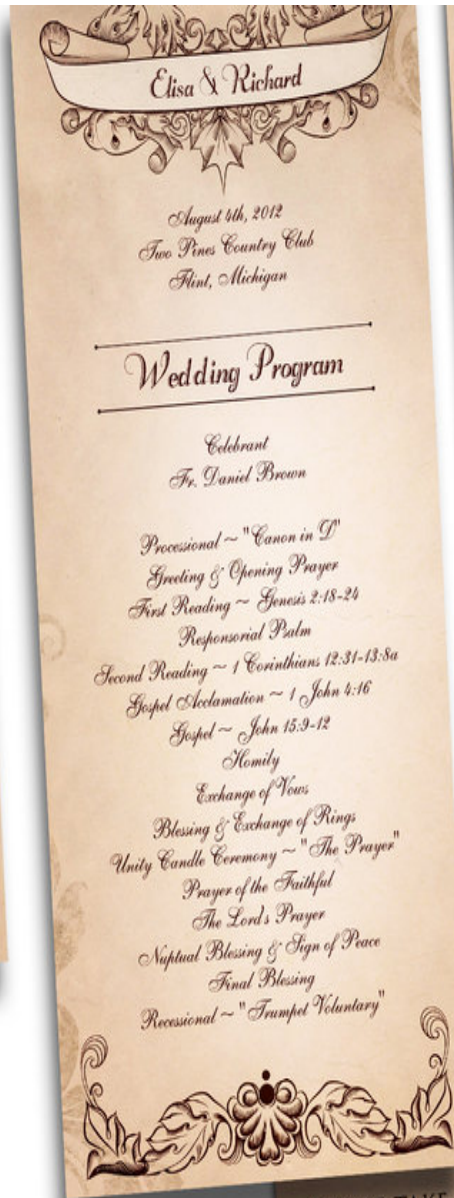 Elisa & Richard
August 4th, 2012
Two Pines Country Club
Flint, Michigan
Wedding Program
Celebrant
Fr. Daniel Brown
Processional ~ "Canon in D"
Greeting & Opening Prayer
First Reading ~ Genesis 2:18-24
Responsorial Psalm
Second Reading ~ 1 Corinthians 12:31-13:8a
Gospel Acclamation ~ 1 John 4:16
Gospel ~ John 15:9-12
Homily
Exchange of Vows
Blessing & Exchange of Rings
Unity Candle Ceremony ~ "The Prayer"
Prayer of the Faithful
The Lord's Prayer
Nuptual Blessing & Sign of Peace
Final Blessing
Recessional ~ "Trumpet Voluntary"